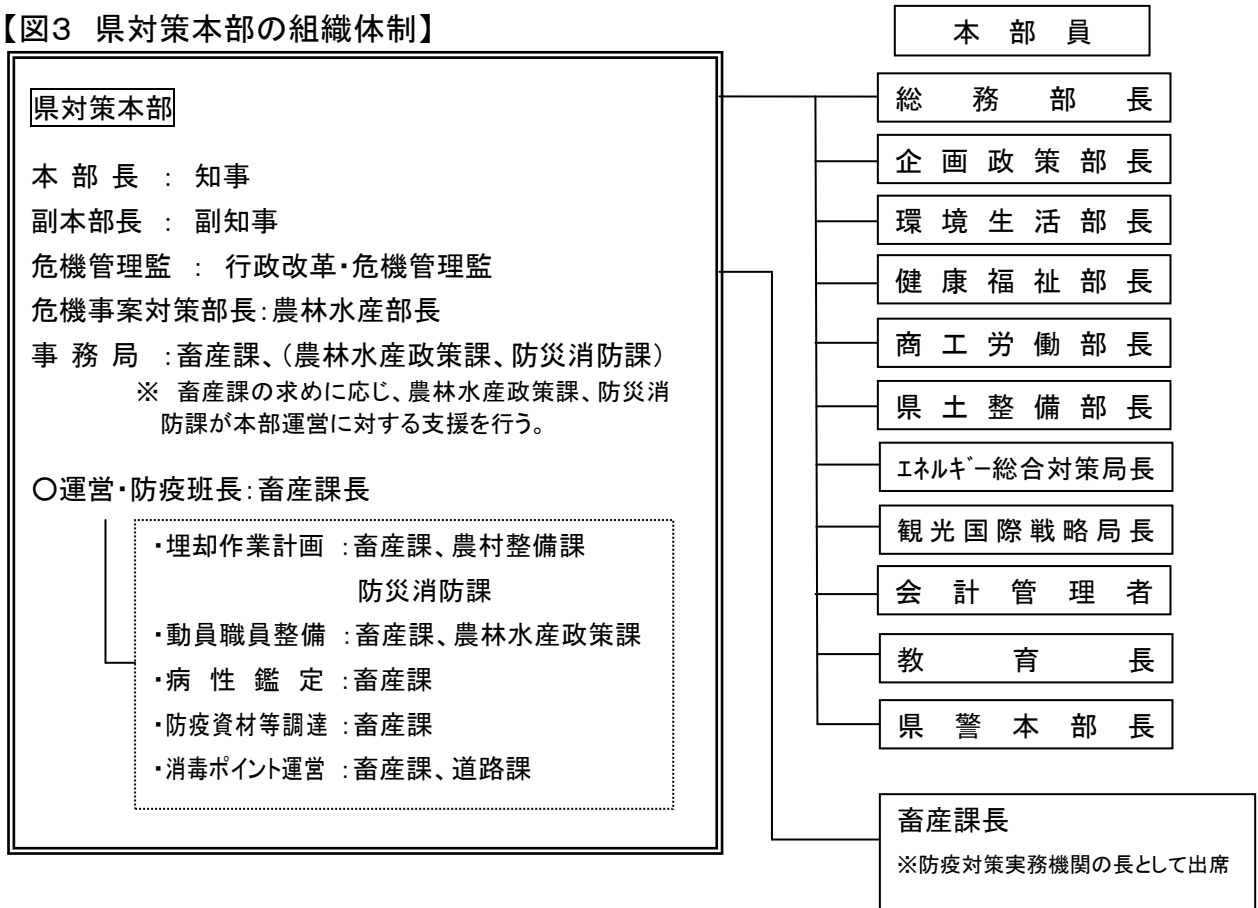 【図3 県対策本部の組織体制】
県対策本部
本 部 長 : 知事
副本部長 : 副知事
危機管理監 : 行政改革・危機管理監
危機事案対策部長:農林水産部長
事 務 局 :畜産課、(農林水産政策課、防災消防課)
※ 畜産課の求めに応じ、農林水産政策課、防災消
防課が本部運営に対する支援を行う。
○運営・防疫班長:畜産課長
・埋却作業計画 :畜産課、農村整備課
防災消防課
・動員職員整備 :畜産課、農林水産政策課
・病 性 鑑 定 :畜産課
・防疫資材等調達 :畜産課
・消毒ポイント運営 :畜産課、道路課
本 部 員
総 務 部 長
企 画 政 策 部 長
環 境 生 活 部 長
健 康 福 祉 部 長
商 工 労 働 部 長
県 土 整 備 部 長
エネルギー総合対策局長
観 光 国 際 戦 略 局 長
会 計 管 理 者
教 育 長
県 警 本 部 長
畜産課長
※防疫対策実務機関の長として出席